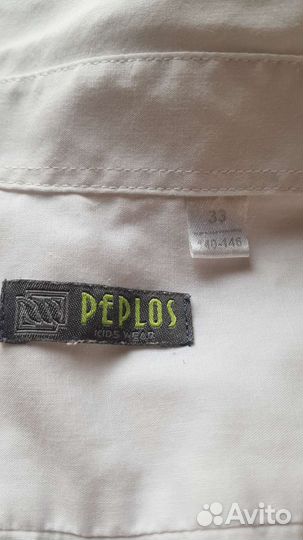 33
140-146
PEPLOS
KIDS WEAR
Avito